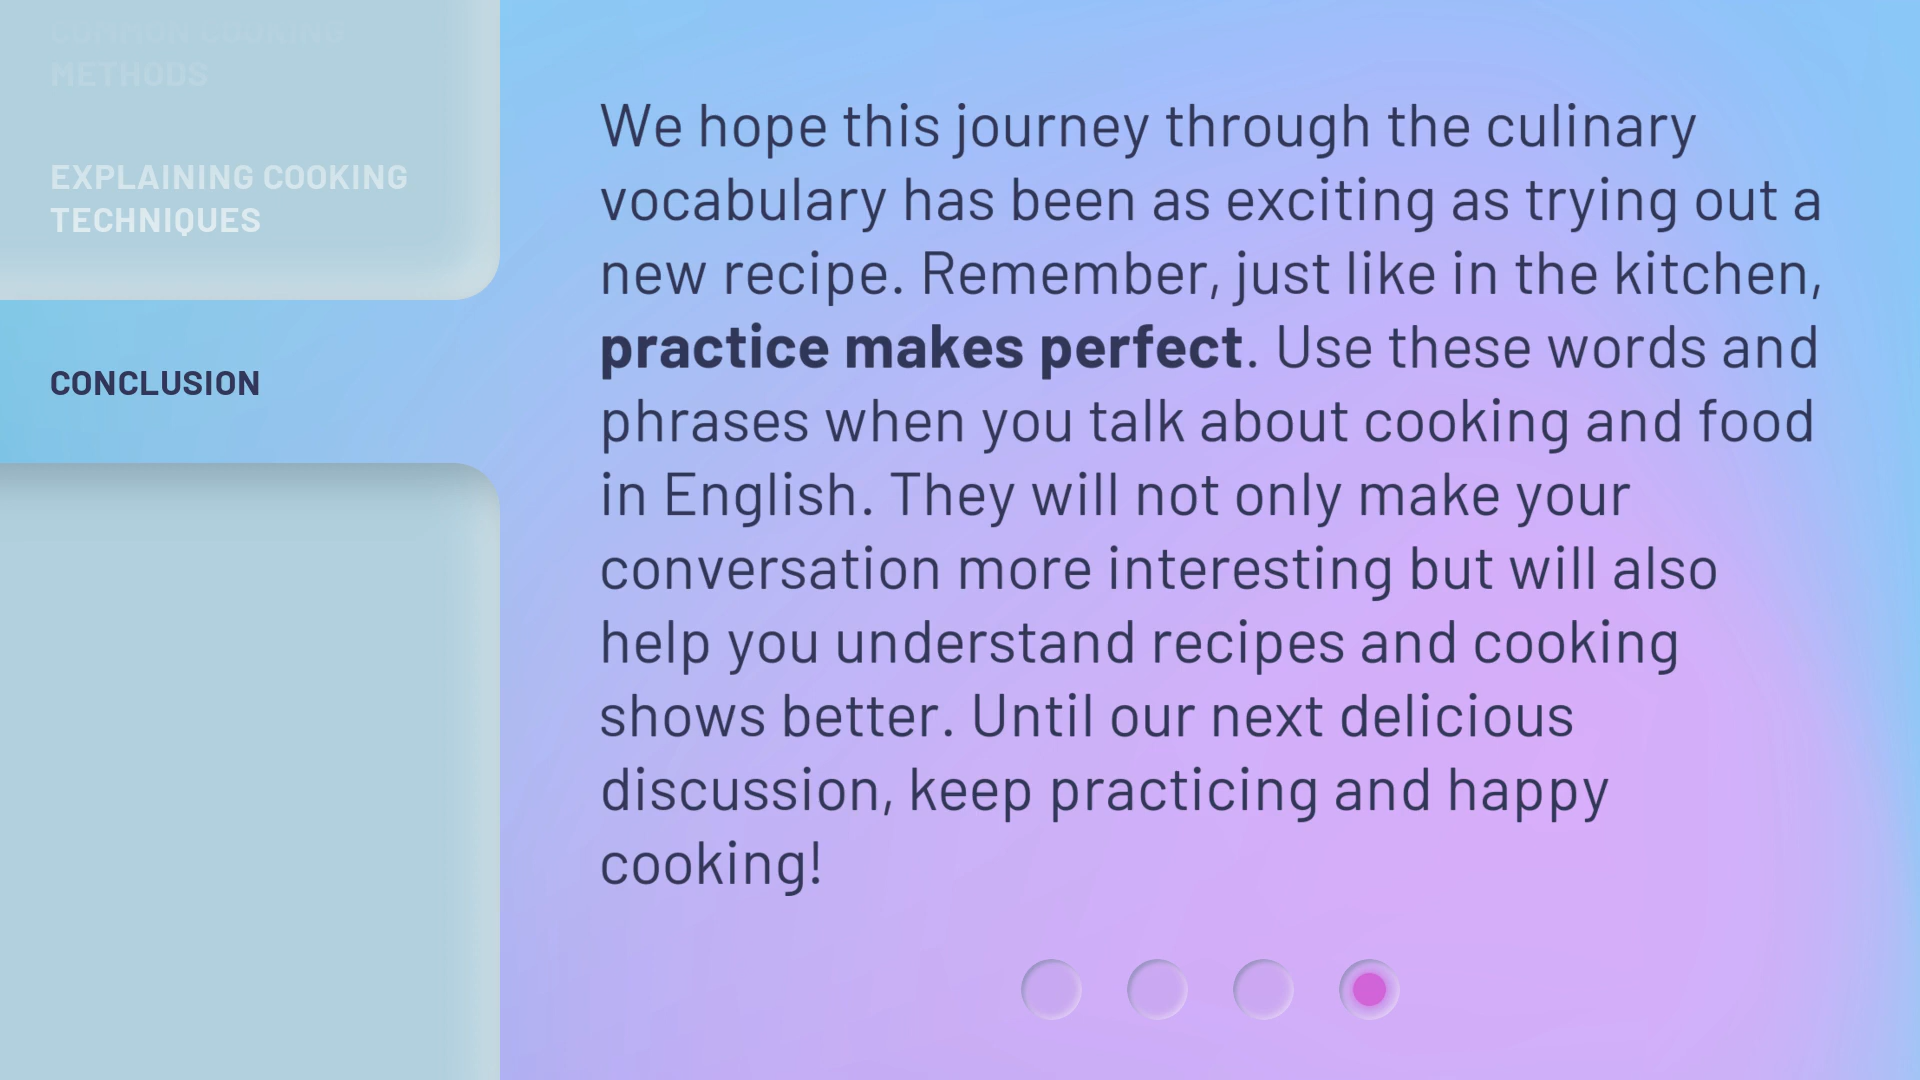 COMMON COOKING
METHODS
EXPLAINING COOKING
TECHNIQUES
CONCLUSION
We hope this journey through the culinary
vocabulary has been as exciting as trying out a
new recipe. Remember, just like in the kitchen,
practice makes perfect. Use these words and
phrases when you talk about cooking and food
in English. They will not only make your
conversation more interesting but will also
help you understand recipes and cooking
shows better. Until our next delicious
discussion, keep practicing and happy
cooking!